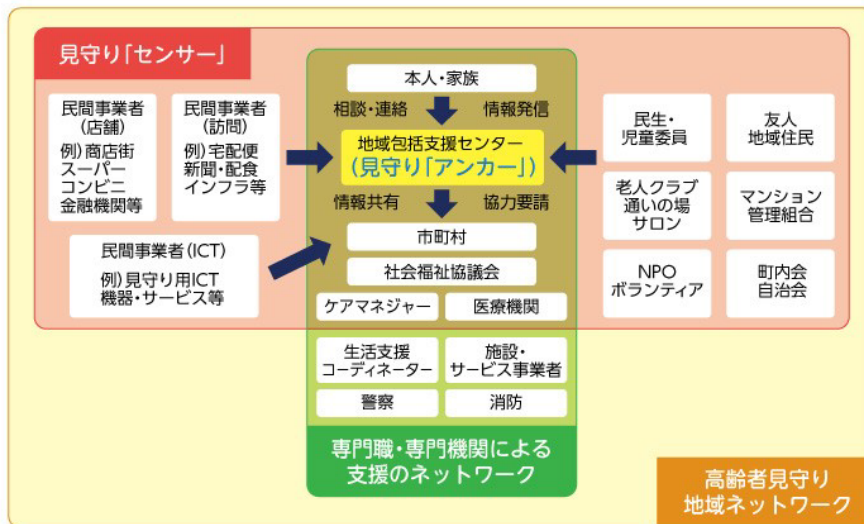 見守り「センサー」
民間事業者
(店舗)
例)商店街
スーパー
コンビニ
金融機関等
民間事業者
(訪問)
例)宅配便
新聞・配食
インフラ等
民間事業者(ICT)
例)見守り用ICT
機器・サービス等
本人・家族
相談・連絡
情報発信
地域包括支援センター
(見守り「アンカー」)
情報共有
協力要請
市町村
社会福祉協議会
ケアマネジャー
医療機関
生活支援
コーディネーター
施設・
サービス事業者
警察
消防
専門職・専門機関による
支援のネットワーク
民生・
児童委員
友人
地域住民
老人クラブ
通いの場
サロン
マンション
管理組合
NPO
ボランティア
町内会
自治会
高齢者見守り
地域ネットワーク